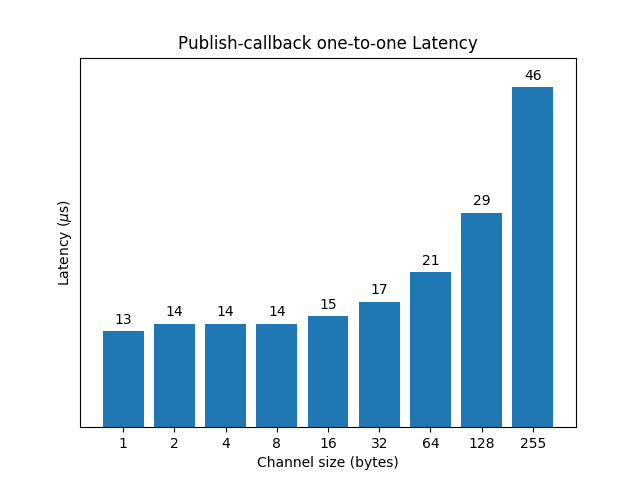 Publish-callback one-to-one Latency
46
29
21
17
15
14
14
14
13
Latency (μs)
1 2 4 8 16 32 64 128 255
Channel size (bytes)